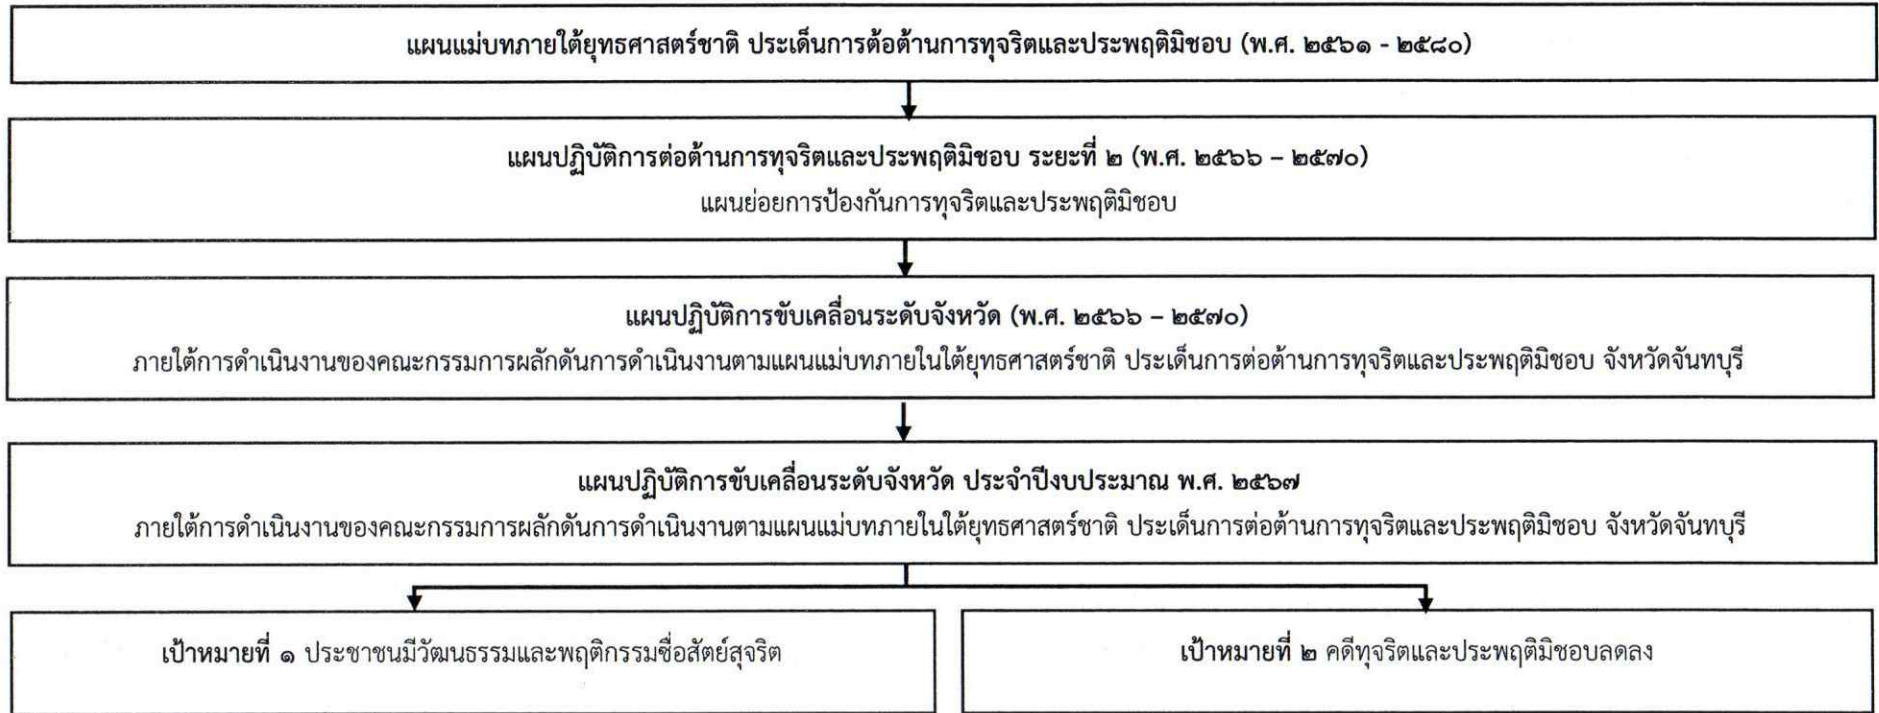 แผนแม่บทภายใต้ยุทธศาสตร์ชาติ ประเด็นการต่อต้านการทุจริตและประพฤติมิชอบ (พ.ศ. ๒๕๖๑ - ๒๕๘๐)
แผนปฏิบัติการต่อต้านการทุจริตและประพฤติมิชอบ ระยะที่ ๒ (พ.ศ. ๒๕๖๖ – ๒๕๗๐)
แผนย่อยการป้องกันการทุจริตและประพฤติมิชอบ
แผนปฏิบัติการขับเคลื่อนระดับจังหวัด (พ.ศ. ๒๕๖๖ – ๒๕๗๐)
ภายใต้การดำเนินงานของคณะกรรมการผลักดันการดำเนินงานตามแผนแม่บทภายในใต้ยุทธศาสตร์ชาติ ประเด็นการต่อต้านการทุจริตและประพฤติมิชอบ จังหวัดจันทบุรี
แผนปฏิบัติการขับเคลื่อนระดับจังหวัด ประจำปีงบประมาณ พ.ศ. ๒๕๖๗
ภายใต้การดำเนินงานของคณะกรรมการผลักดันการดำเนินงานตามแผนแม่บทภายในใต้ยุทธศาสตร์ชาติ ประเด็นการต่อต้านการทุจริตและประพฤติมิชอบ จังหวัดจันทบุรี
เป้าหมายที่ ๑ ประชาชนมีวัฒนธรรมและพฤติกรรมซื่อสัตย์สุจริต
เป้าหมายที่ ๒ คดีทุจริตและประพฤติมิชอบลดลง